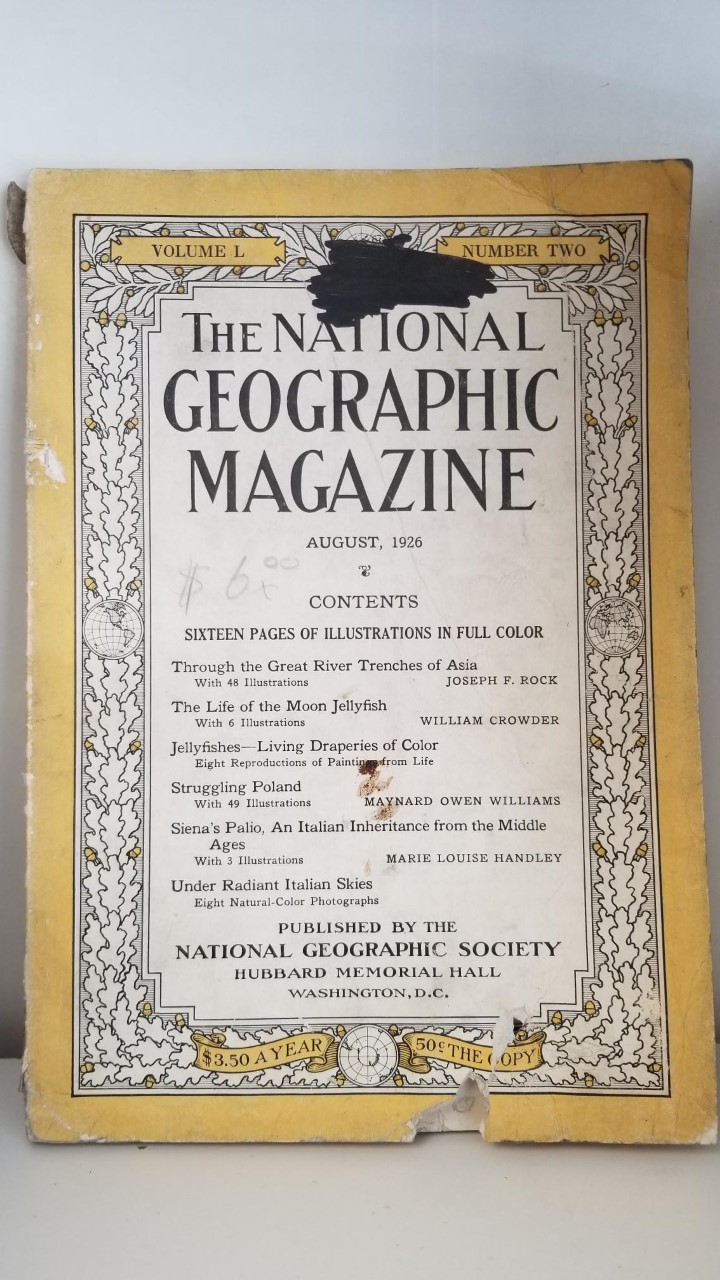 VOLUME L
NUMBER TWO
THE NATIONAL
GEOGRAPHIC
MAGAZINE
AUGUST, 1926
$ 6.00
CONTENTS
SIXTEEN PAGES OF ILLUSTRATIONS IN FULL COLOR
Through the Great River Trenches of Asia
With 48 Illustrations JOSEPH F. ROCK
The Life of the Moon Jellyfish
With 6 Illustrations WILLIAM CROWDER
Jellyfishes—Living Draperies of Color
Eight Reproductions of Paintings from Life
Struggling Poland
With 49 Illustrations MAYNARD OWEN WILLIAMS
Siena's Palio, An Italian Inheritance from the Middle
Ages
With 3 Illustrations MARIE LOUISE HANDLEY
Under Radiant Italian Skies
Eight Natural-Color Photographs
PUBLISHED BY THE
NATIONAL GEOGRAPHIC SOCIETY
HUBBARD MEMORIAL HALL
WASHINGTON, D.C.
$3.50 A YEAR
50¢ THE COPY